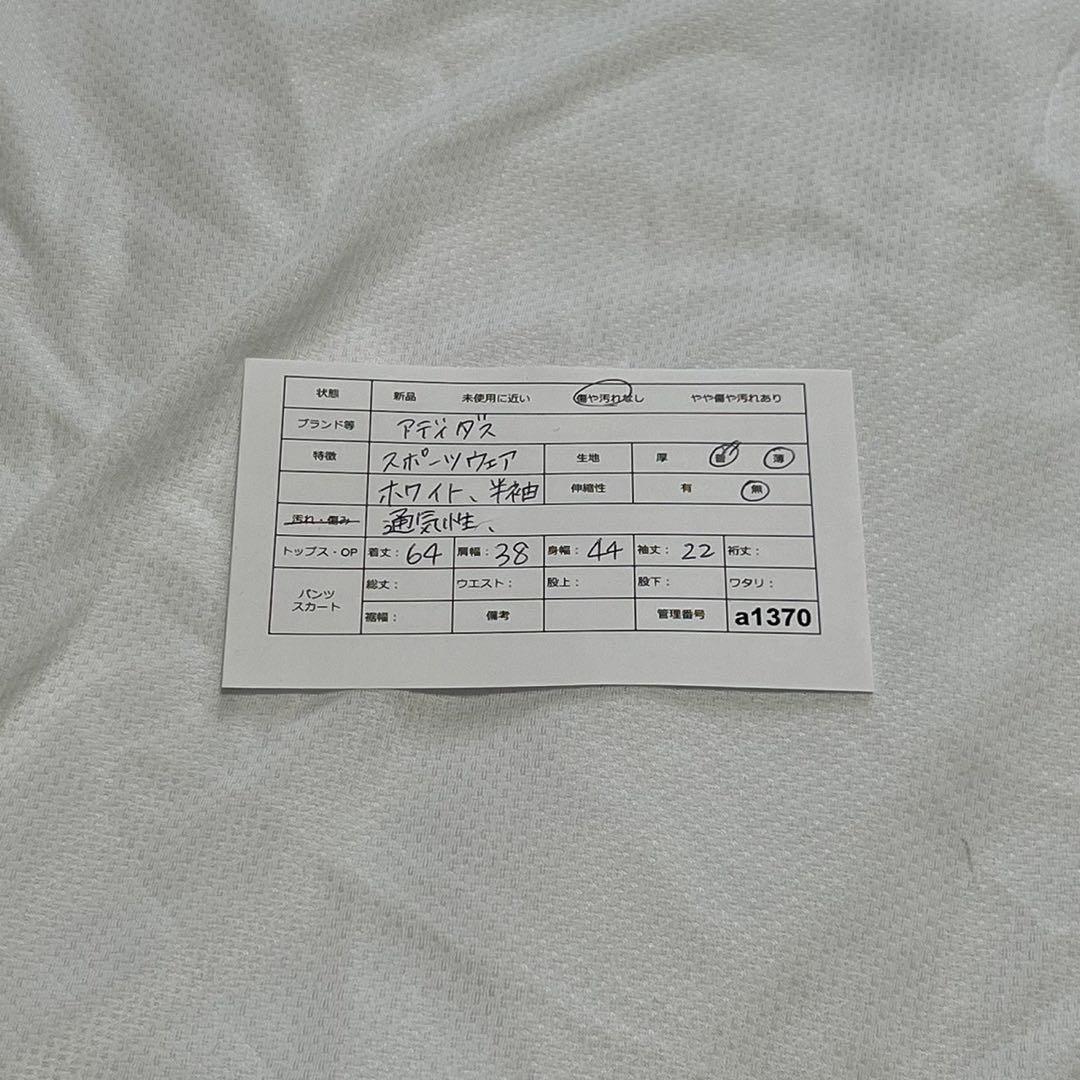 状態 新品 未使用に近い 傷や汚れなし やや傷や汚れあり
ブランド等 アディダス
特徴 スポーツウェア 生地 厚 普 薄
ホワイト、半袖 伸縮性 有 無
汚れ・傷み 通気性、
トップス・OP 着丈：64 肩幅：38 身幅：44 袖丈：22 裄丈：
パンツ スカート 総丈： ウエスト： 股上： 股下： ワタリ：
裾幅： 備考 管理番号 a1370